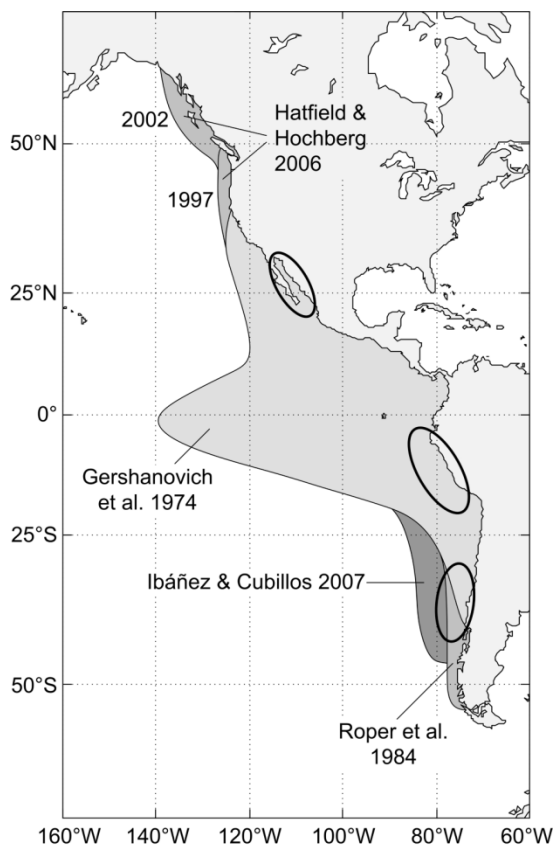 2002
Hatfield &
Hochberg
2006
50°N
1997
25°N
0°
Gershanovich
et al. 1974
25°S
Ibáñez & Cubillos 2007
50°S
Roper et al.
1984
160°W
140°W
120°W
100°W
80°W
60°W